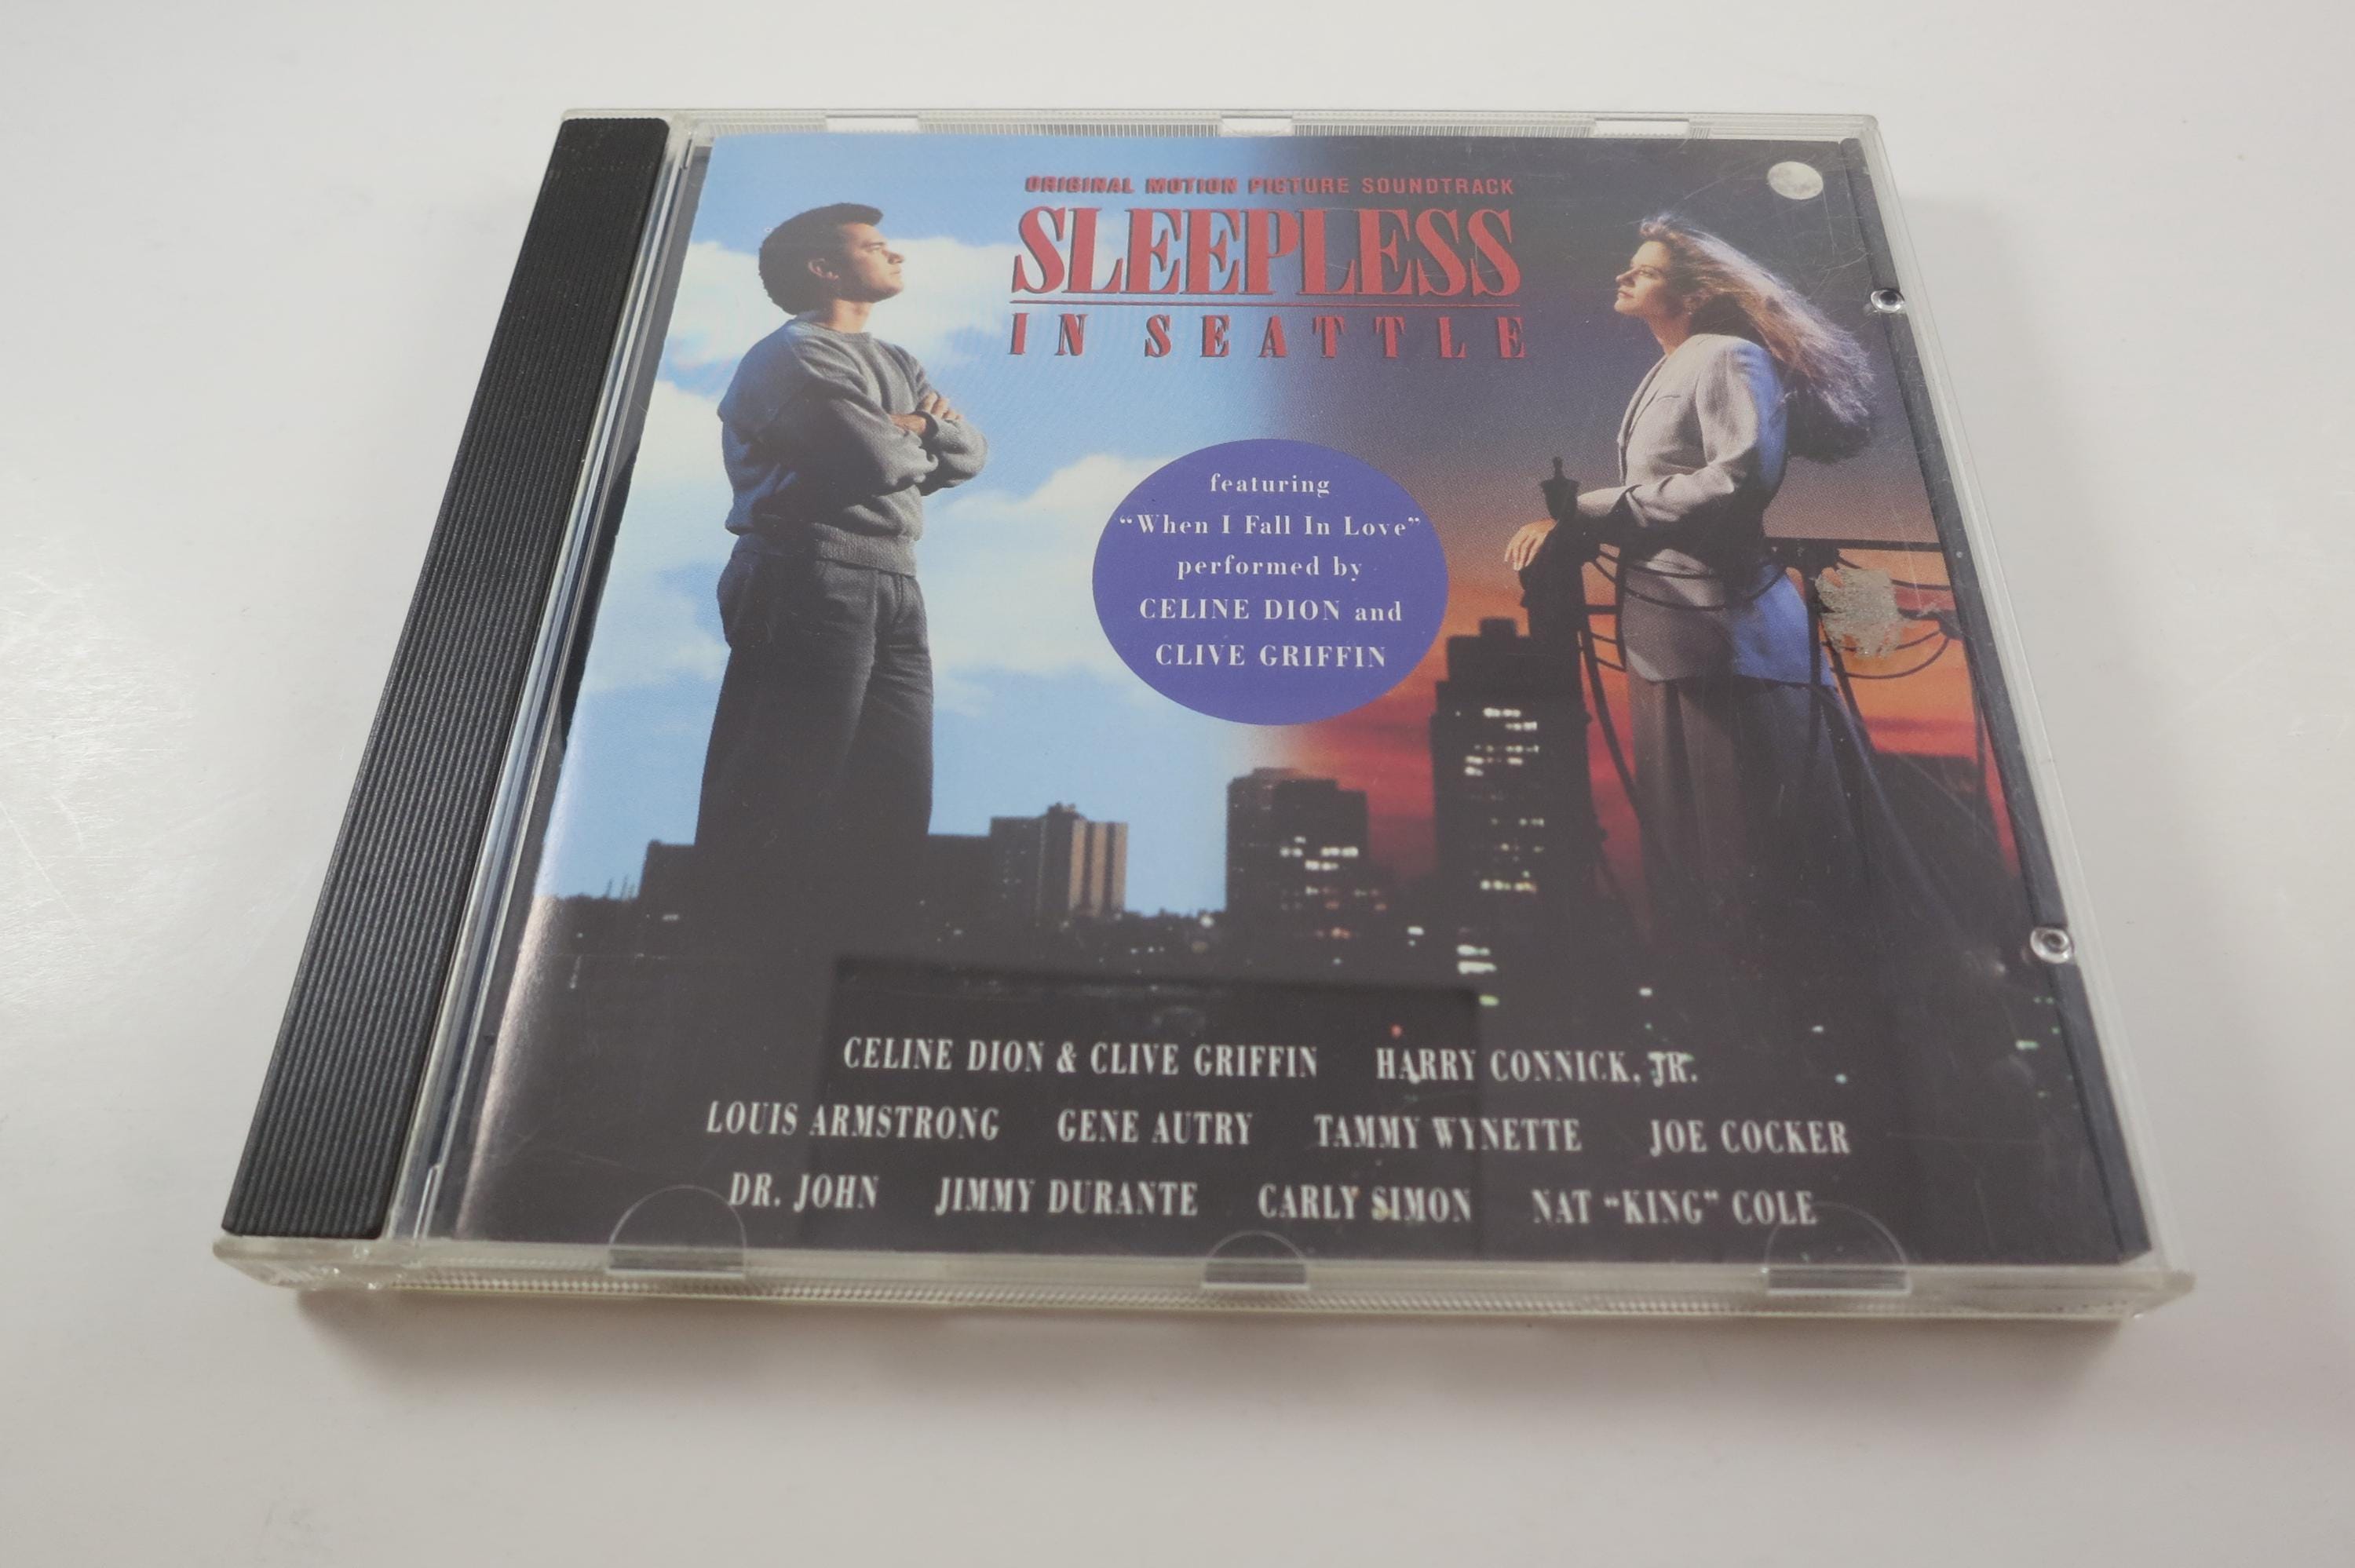 ORIGINAL MOTION PICTURE SOUNDTRACK
SLEEPLESS
IN SEATTLE
featuring
“When I Fall In Love”
performed by
CELINE DION and
CLIVE GRIFFIN
CELINE DION & CLIVE GRIFFIN HARRY CONNICK, JR.
LOUIS ARMSTRONG GENE AUTRY TAMMY WYNETTE JOE COCKER
DR. JOHN JIMMY DURANTE CARLY SIMON NAT “KING” COLE